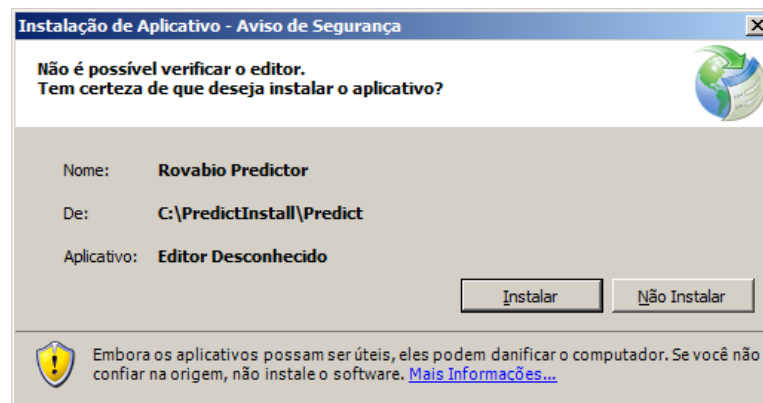 Instalação de Aplicativo - Aviso de Segurança
Não é possível verificar o editor.
Tem certeza de que deseja instalar o aplicativo?
Nome: Rovabio Predictor
De: C:\PredictInstall\Predict
Aplicativo: Editor Desconhecido
Instalar Não Instalar
Embora os aplicativos possam ser úteis, eles podem danificar o computador. Se você não
confiar na origem, não instale o software. Mais Informações...